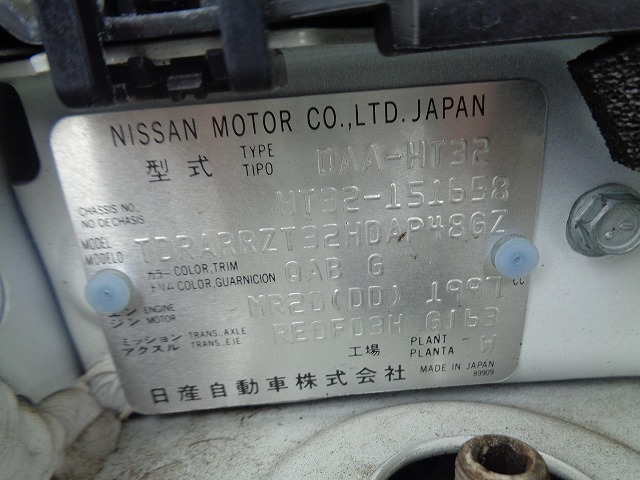 NISSAN MOTOR CO.,LTD. JAPAN
型式 TYPE TIPO DAA-HT32
CHASSIS NO. NO. DE CHASIS HT32-151658
MODEL MODELO TDRARRZT32HDAP48GZ
カラー COLOR, TRIM トリム COLOR, GUARNICION QAB G
エンジン ENGINE MOTOR MR20(DD) 1997 CC
ミッション アクスル TRANS. AXLE TRANS. EJE RE0F03H G163
工場 PLANT PLANTA W
日産自動車株式会社 MADE IN JAPAN
89909